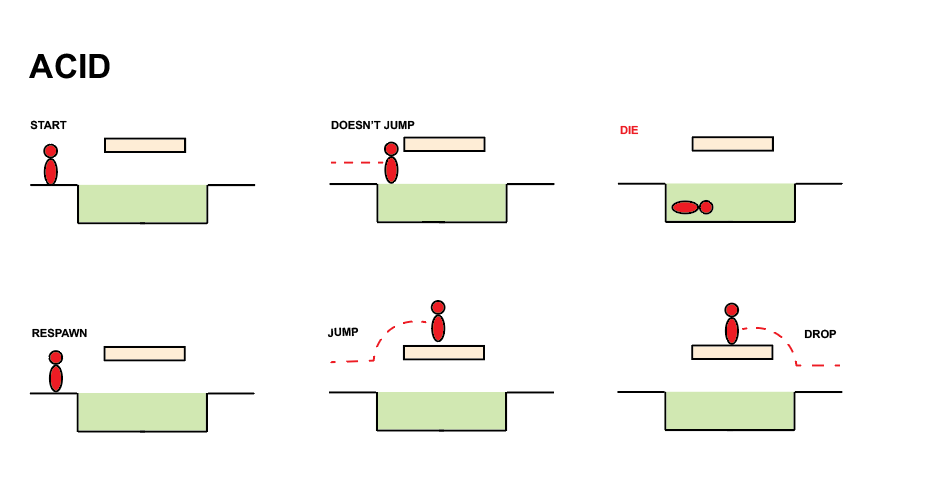 ACID
START
DOESN'T JUMP
DIE
RESPAWN
JUMP
DROP